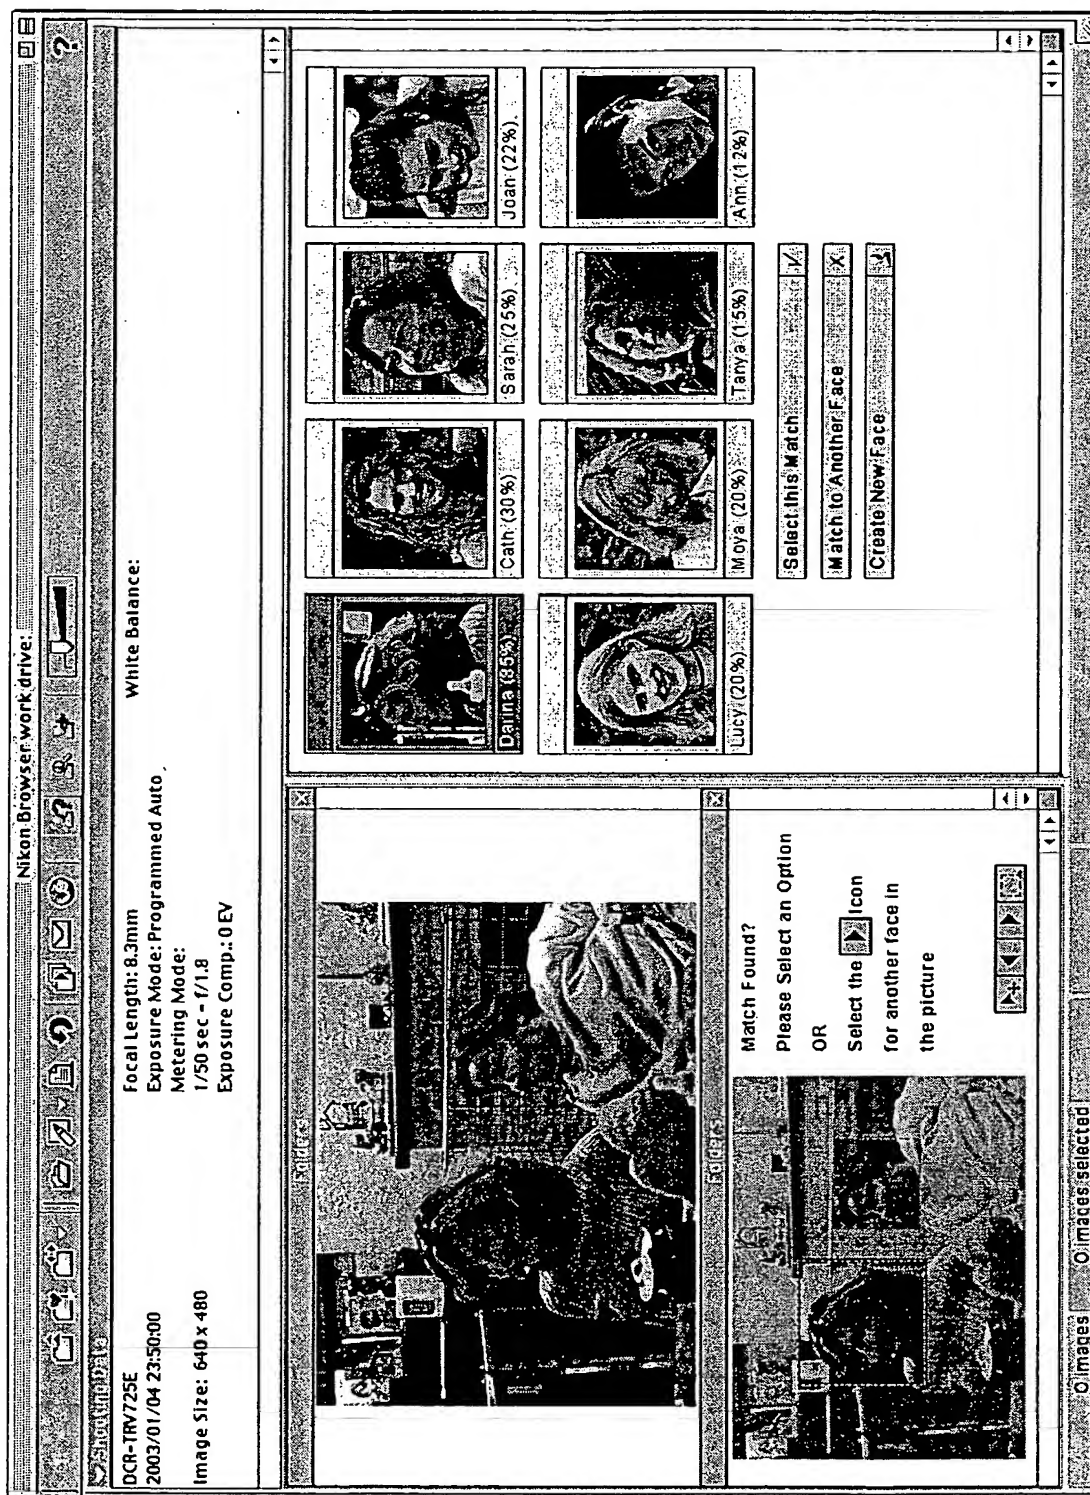 Nikon Browser work drive:
?
Shooting Data
DCR-TRV725E
2003/01/04 23:50:00
Image Size: 640 x 480
Focal Length: 8.3mm
Exposure Mode: Programmed Auto
Metering Mode:
1/50 sec - f/1.8
Exposure Comp.: 0 EV
White Balance:
Folders
Folders
Match Found?
Please Select an Option
OR
Select the Icon
for another face in
the picture
Darina (35%)
Cath (30%)
Sarah (25%)
Joan (22%)
Lucy (20%)
Moya (20%)
Tanya (15%)
Ann (12%)
Select this Match
Match to Another Face
Create New Face
0 images
0 images selected